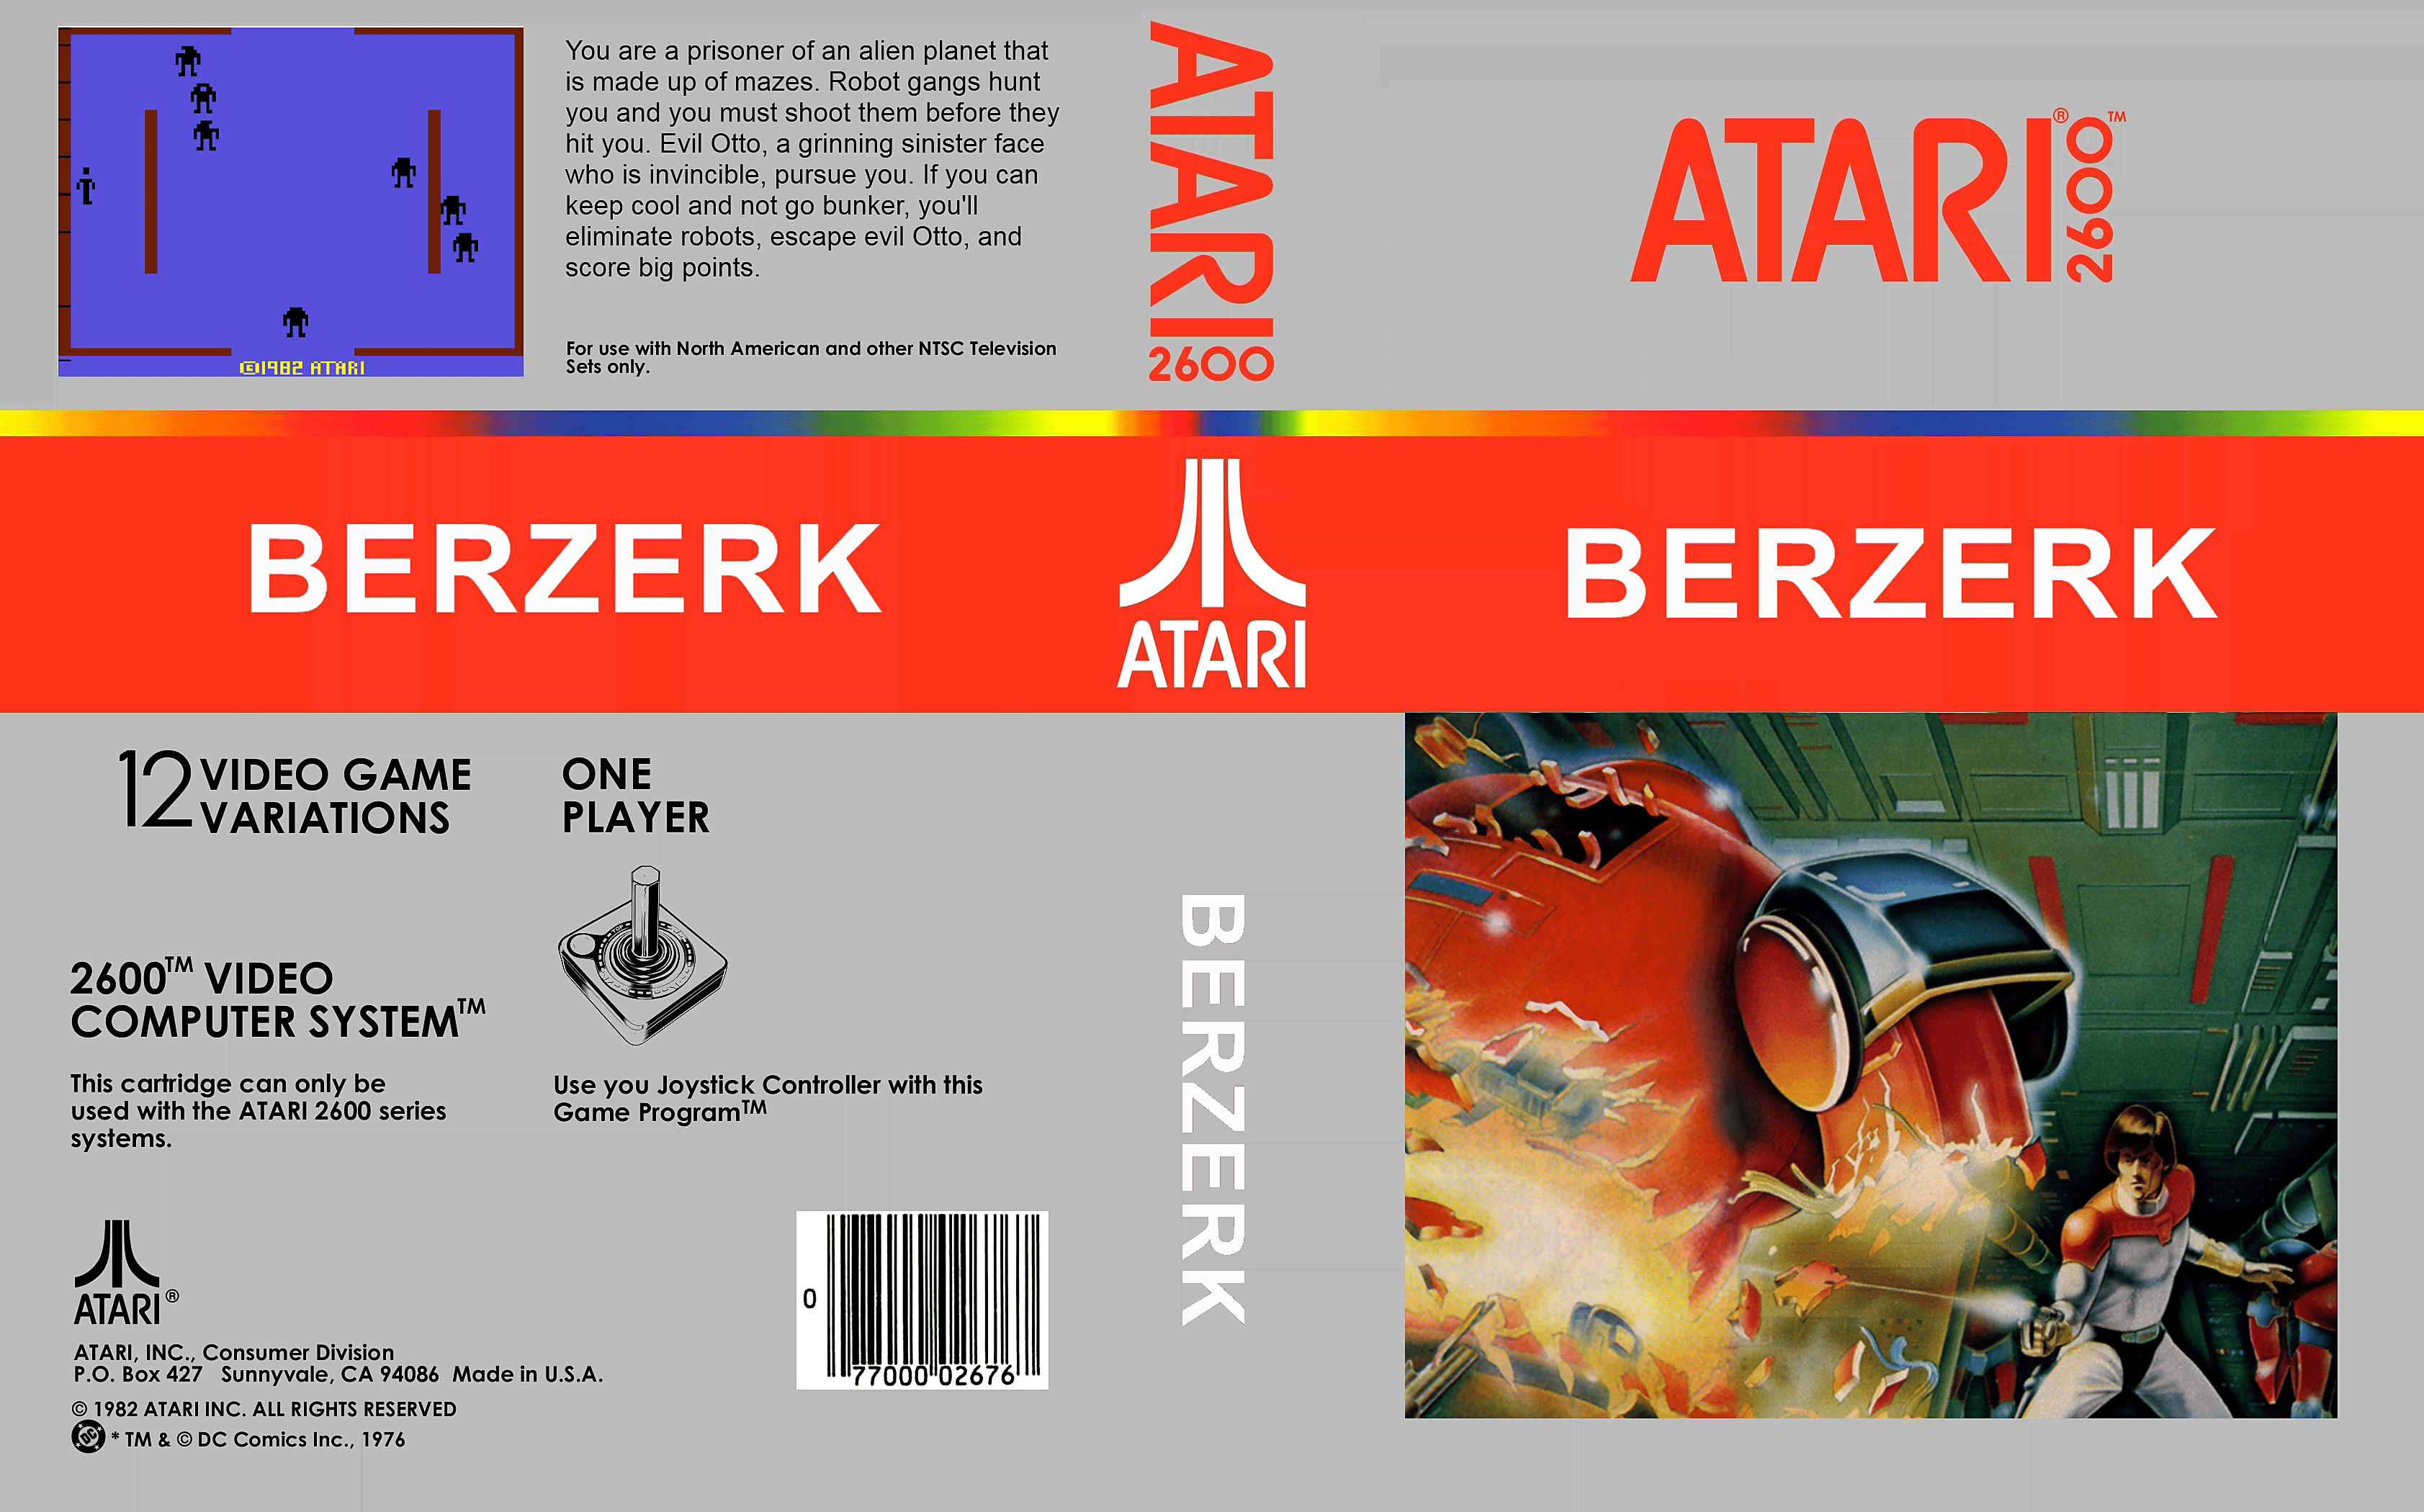 ©1982 ATARI
You are a prisoner of an alien planet that
is made up of mazes. Robot gangs hunt
you and you must shoot them before they
hit you. Evil Otto, a grinning sinister face
who is invincible, pursue you. If you can
keep cool and not go bunker, you'll
eliminate robots, escape evil Otto, and
score big points.
For use with North American and other NTSC Television
Sets only.
BERZERK
12 VIDEO GAME
VARIATIONS
ONE
PLAYER
2600™ VIDEO
COMPUTER SYSTEM™
This cartridge can only be
used with the ATARI 2600 series
systems.
Use you Joystick Controller with this
Game Program™
0
77000 02676
ATARI®
ATARI, INC., Consumer Division
P.O. Box 427 Sunnyvale, CA 94086 Made in U.S.A.
© 1982 ATARI INC. ALL RIGHTS RESERVED
DC * TM & © DC Comics Inc., 1976
ATARI
2600
ATARI
BERZERK
ATARI® 2600™
BERZERK